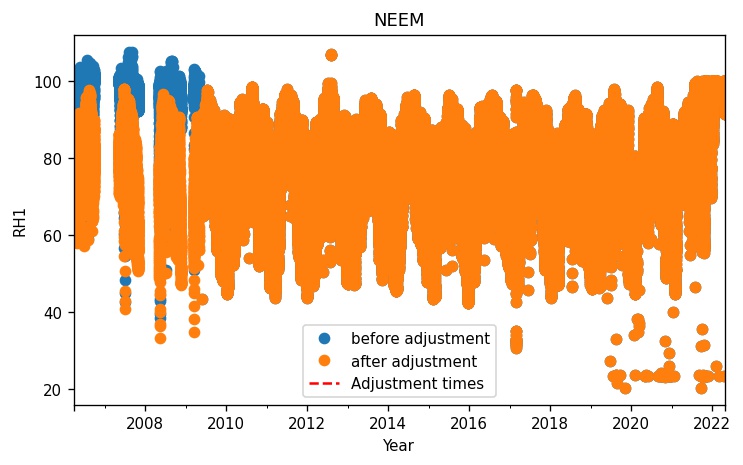 NEEM
100
80
60
40
20
RH1
before adjustment
after adjustment
Adjustment times
2008 2010 2012 2014 2016 2018 2020 2022
Year